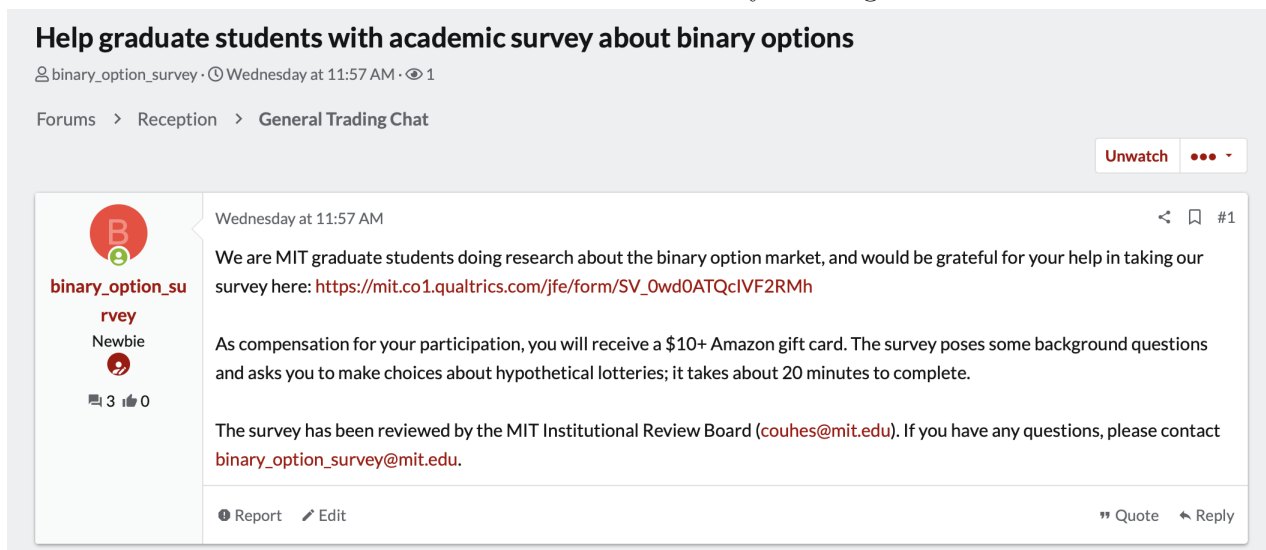 Help graduate students with academic survey about binary options
binary_option_survey · Wednesday at 11:57 AM · 1
Forums > Reception > General Trading Chat
Unwatch
B
binary_option_su
rvey
Newbie
3 0
Wednesday at 11:57 AM #1
We are MIT graduate students doing research about the binary option market, and would be grateful for your help in taking our
survey here: https://mit.co1.qualtrics.com/jfe/form/SV_0wd0ATQcIVF2RMh
As compensation for your participation, you will receive a $10+ Amazon gift card. The survey poses some background questions
and asks you to make choices about hypothetical lotteries; it takes about 20 minutes to complete.
The survey has been reviewed by the MIT Institutional Review Board (couhes@mit.edu). If you have any questions, please contact
binary_option_survey@mit.edu.
Report Edit Quote Reply